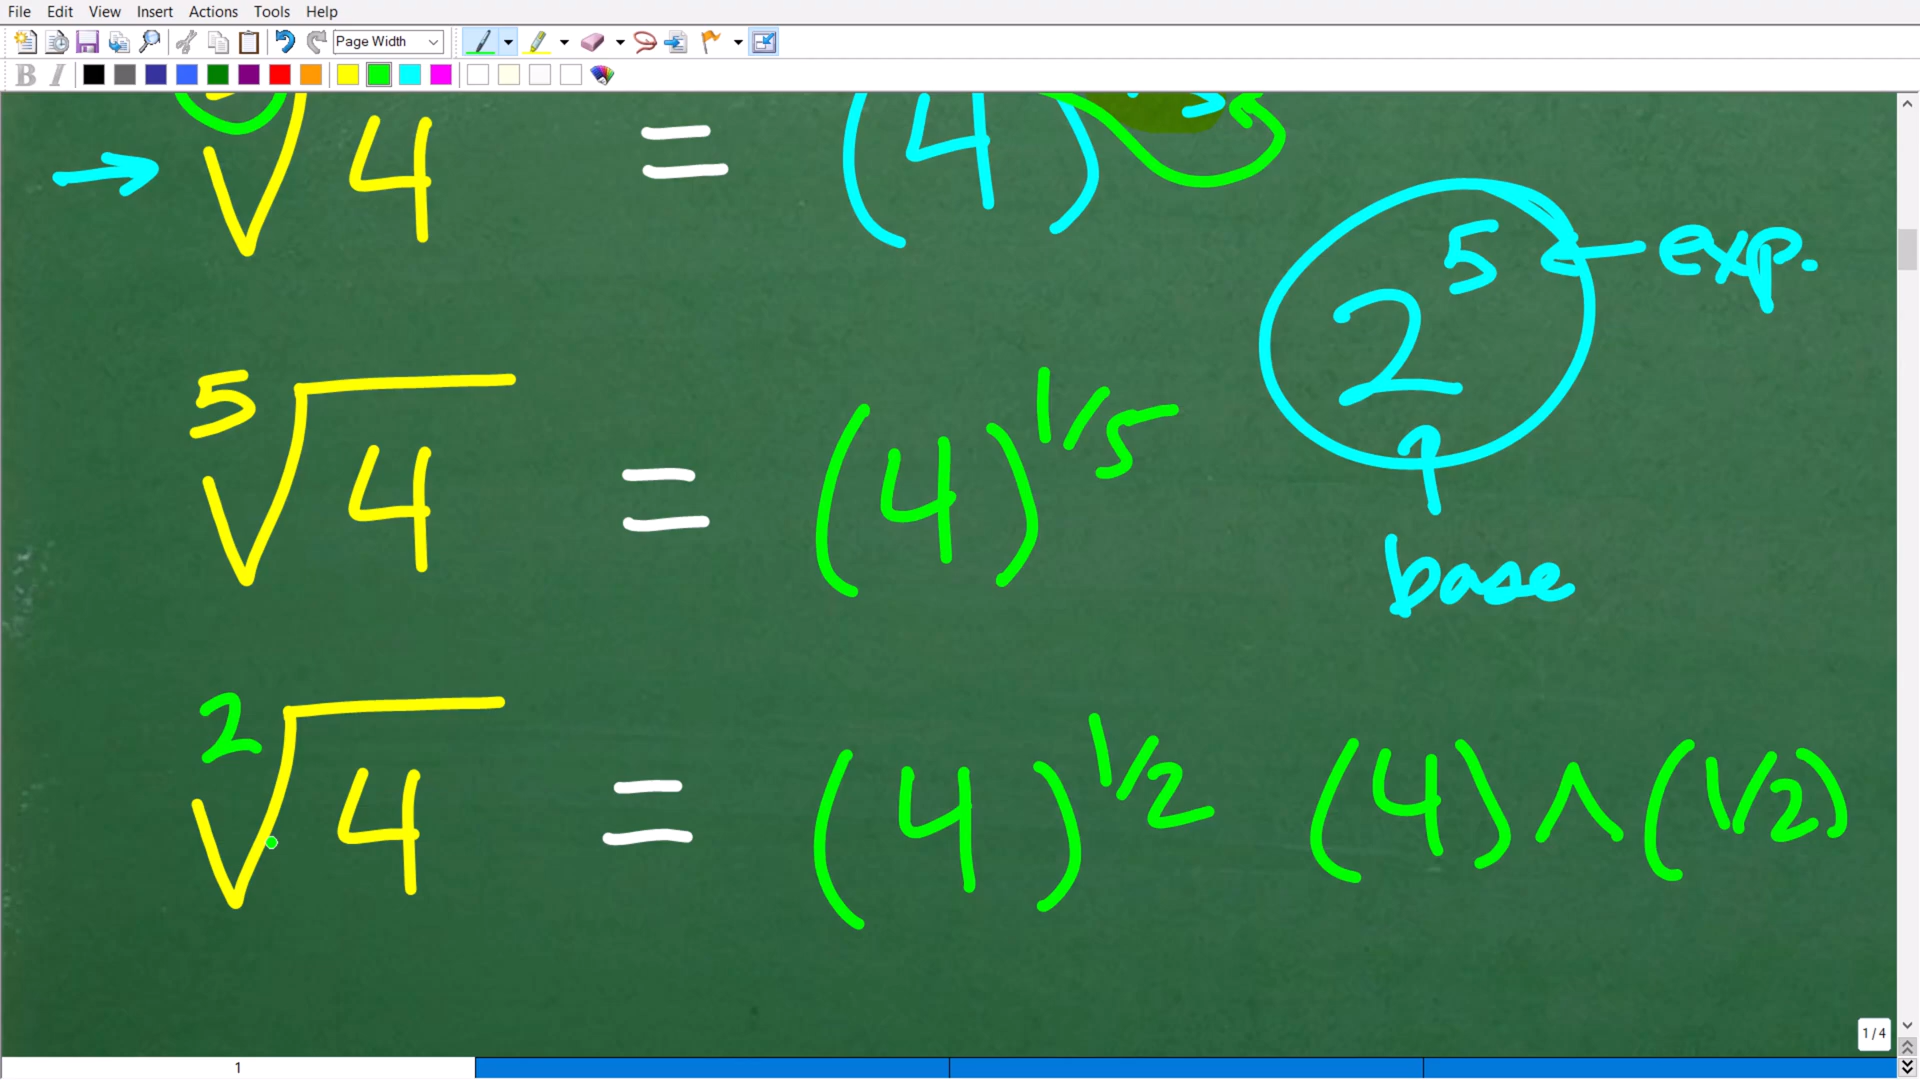 File Edit View Insert Actions Tools Help
Page Width
B I
√4 = (4)
2⁵ ← exp.
base
⁵√4 = (4)^1/5
²√4 = (4)^1/2 (4)^(1/2)
1/4
1